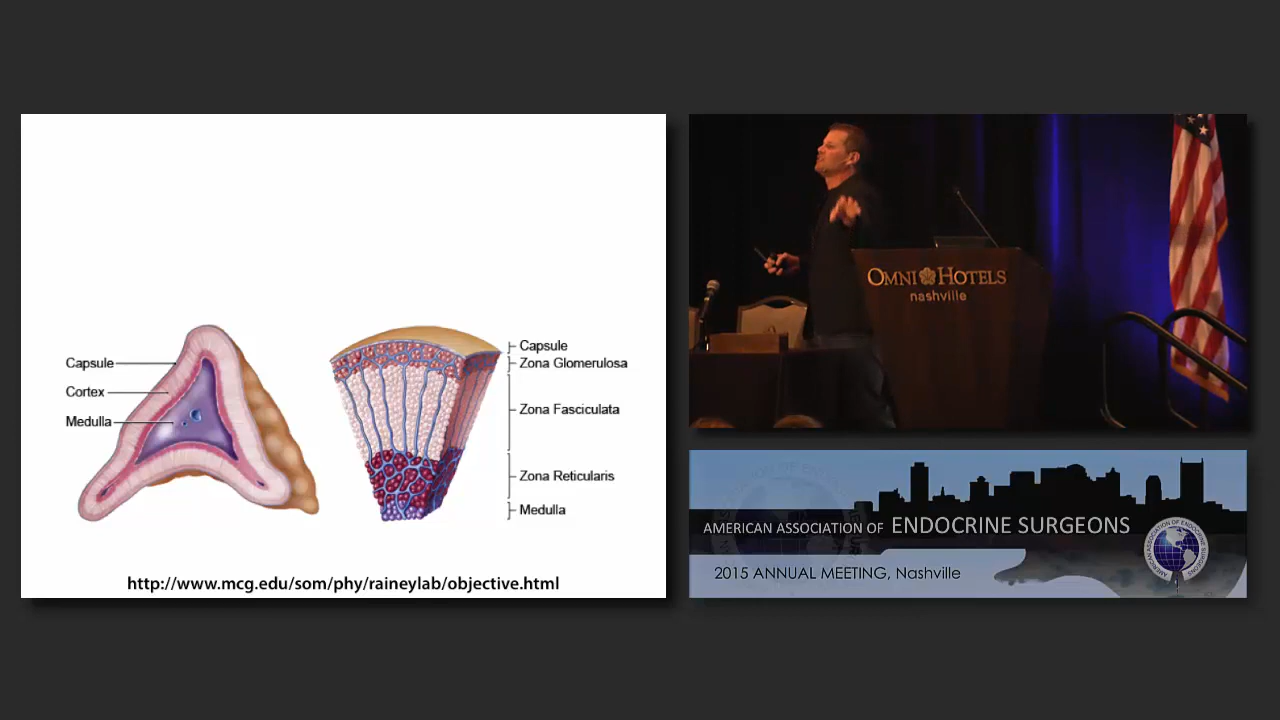 Capsule
Cortex
Medulla
Capsule
Zona Glomerulosa
Zona Fasciculata
Zona Reticularis
Medulla
http://www.mcg.edu/som/phy/raineylab/objective.html
OMNI HOTELS
nashville
AMERICAN ASSOCIATION OF ENDOCRINE SURGEONS
2015 ANNUAL MEETING, Nashville